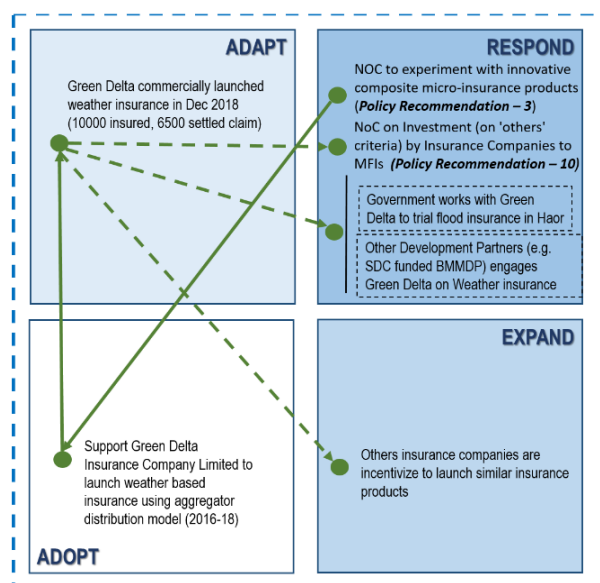 ADAPT
Green Delta commercially launched
weather insurance in Dec 2018
(10000 insured, 6500 settled claim)
RESPOND
NOC to experiment with innovative
composite micro-insurance products
(Policy Recommendation – 3)
NoC on Investment (on 'others'
criteria) by Insurance Companies to
MFIs (Policy Recommendation – 10)
Government works with Green
Delta to trial flood insurance in Haor
Other Development Partners (e.g.
SDC funded BMMDP) engages
Green Delta on Weather insurance
Support Green Delta
Insurance Company Limited to
launch weather based
insurance using aggregator
distribution model (2016-18)
ADOPT
EXPAND
Others insurance companies are
incentivize to launch similar insurance
products